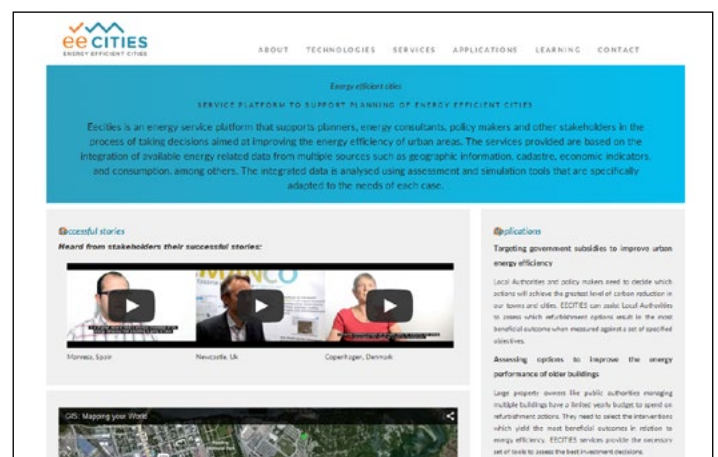 ee CITIES
ENERGY EFFICIENT CITIES
ABOUT TECHNOLOGIES SERVICES APPLICATIONS LEARNING CONTACT
Energy efficient cities
SERVICE PLATFORM TO SUPPORT PLANNING OF ENERGY EFFICIENT CITIES
Eecities is an energy service platform that supports planners, energy consultants, policy makers and other stakeholders in the
process of taking decisions aimed at improving the energy efficiency of urban areas. The services provided are based on the
integration of available energy related data from multiple sources such as geographic information, cadastre, economic indicators,
and consumption, among others. The integrated data is analysed using assessment and simulation tools that are specifically
adapted to the needs of each case.
Successful stories
Heard from stakeholders their successful stories:
Manresa, Spain
Newcastle, Uk
Copenhagen, Denmark
GIS: Mapping your World
Applications
Targeting government subsidies to improve urban
energy efficiency
Local Authorities and policy makers need to decide which
actions will achieve the greatest level of carbon reduction in
our towns and cities. EECITIES can assist Local Authorities
to assess which refurbishment options result in the most
beneficial outcome when measured against a set of specified
objectives.
Assessing options to improve the energy
performance of older buildings
Large property owners like public authorities managing
multiple buildings have a limited yearly budget to spend on
refurbishment actions. They need to select the interventions
which yield the most beneficial outcomes in relation to
energy efficiency. EECITIES services provide the necessary
set of tools to assess the best investment decisions.